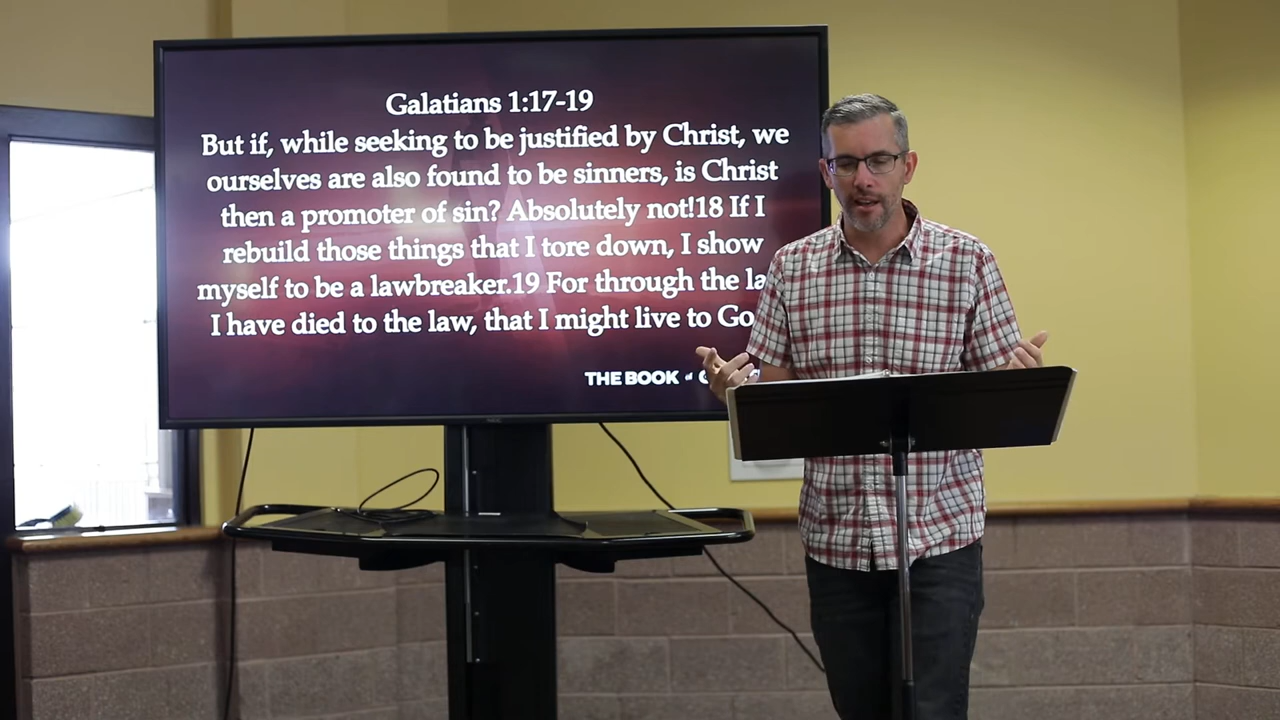 Galatians 1:17-19
But if, while seeking to be justified by Christ, we
ourselves are also found to be sinners, is Christ
then a promoter of sin? Absolutely not!18 If I
rebuild those things that I tore down, I show
myself to be a lawbreaker.19 For through the
I have died to the law, that I might live to
THE BOOK of